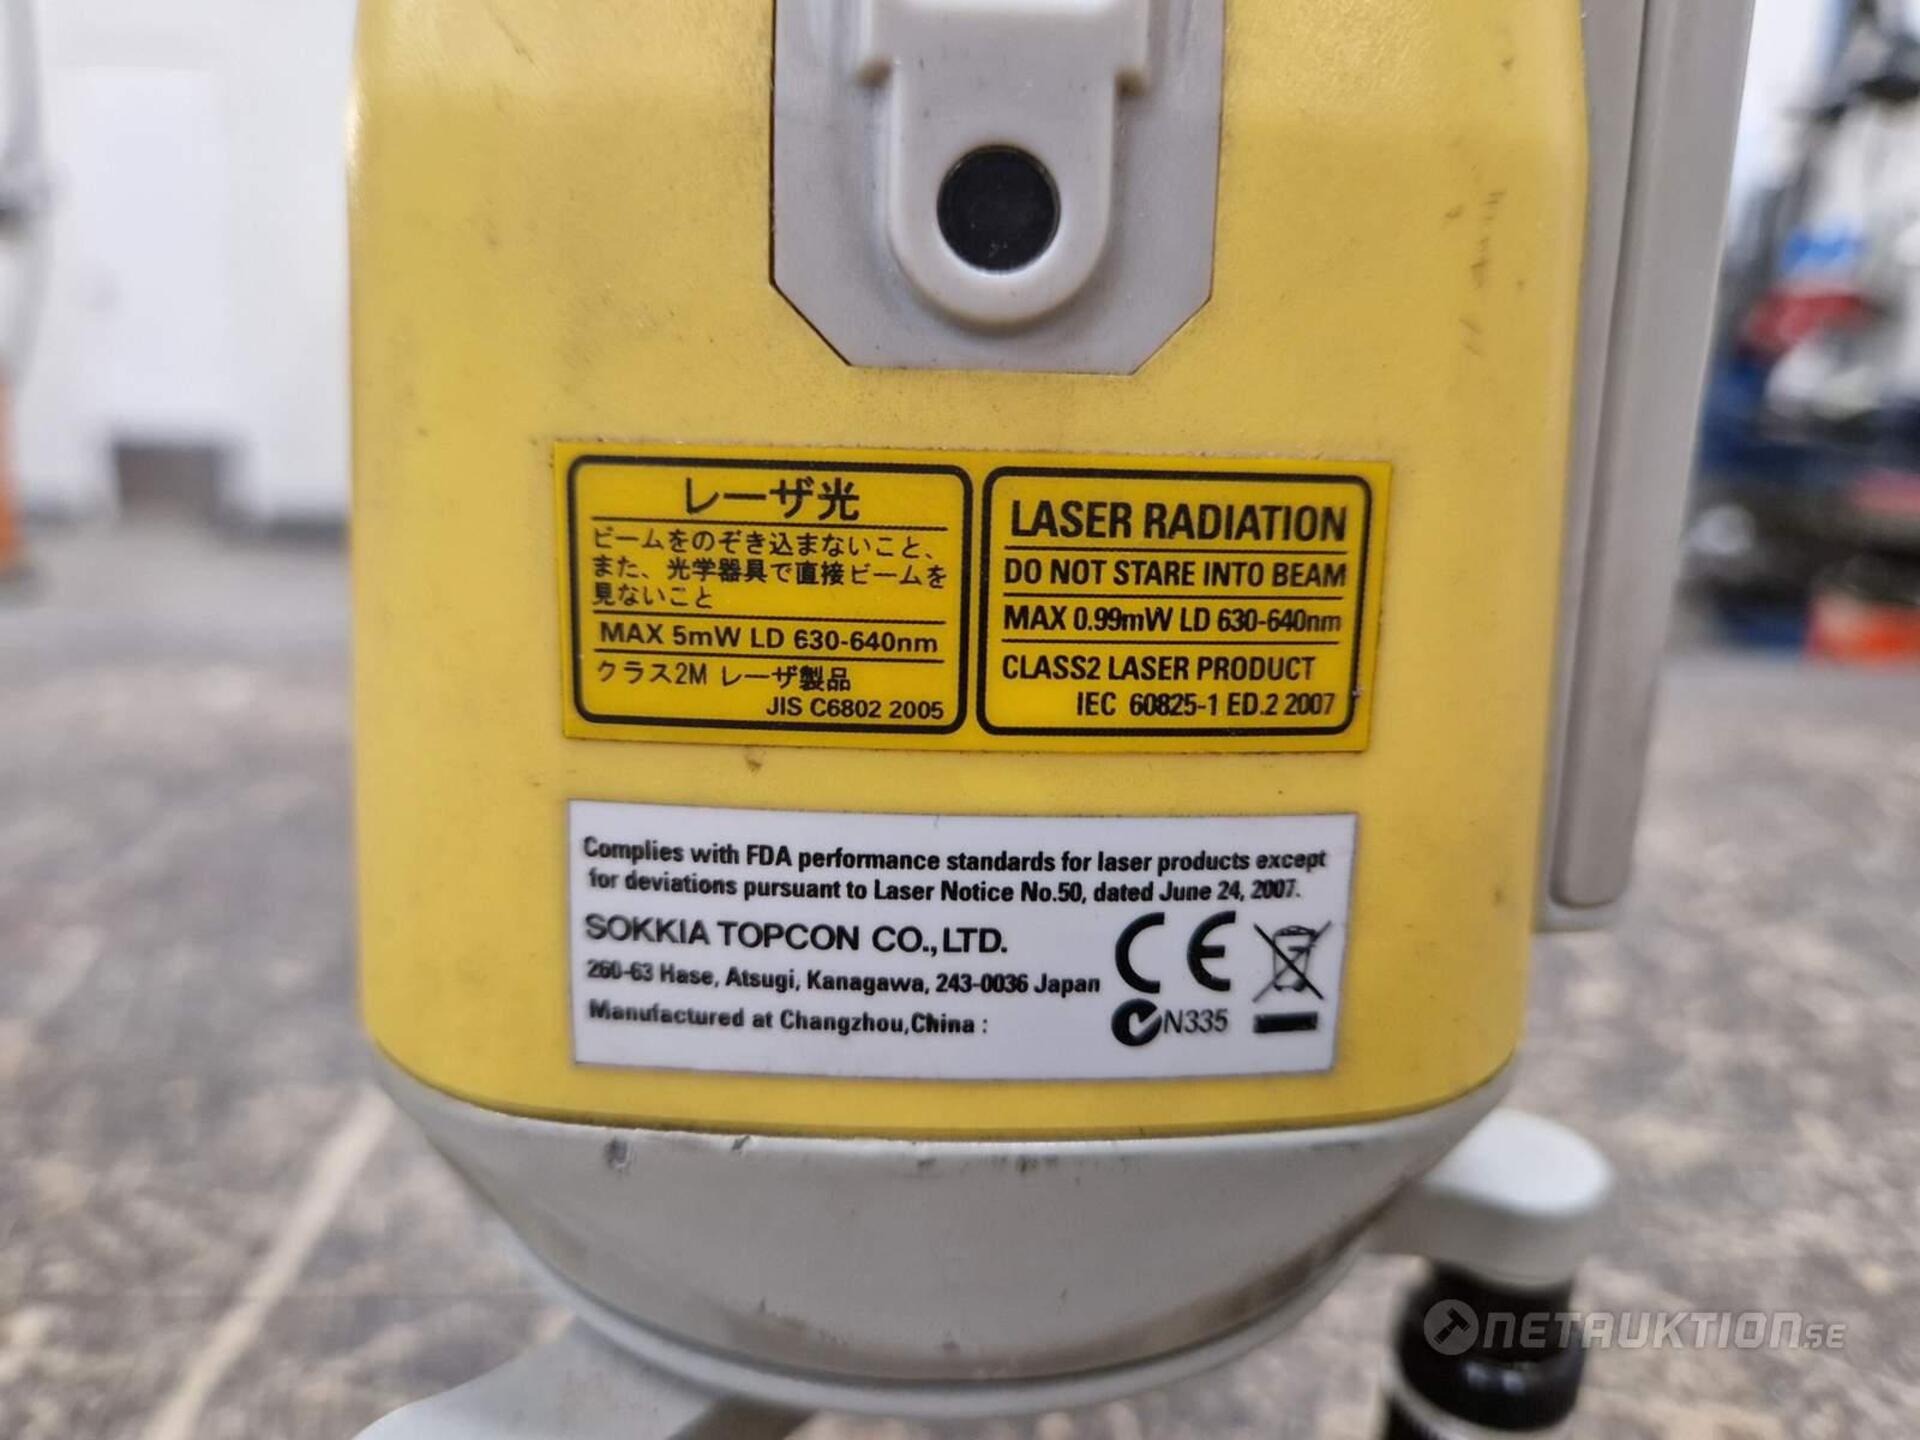 レーザ光
ビームをのぞき込まないこと、
また、光学器具で直接ビームを
見ないこと
MAX 5mW LD 630-640nm
クラス2M レーザ製品
JIS C6802 2005
LASER RADIATION
DO NOT STARE INTO BEAM
MAX 0.99mW LD 630-640nm
CLASS2 LASER PRODUCT
IEC 60825-1 ED.2 2007
Complies with FDA performance standards for laser products except
for deviations pursuant to Laser Notice No.50, dated June 24, 2007.
SOKKIA TOPCON CO.,LTD.
260-63 Hase, Atsugi, Kanagawa, 243-0036 Japan
Manufactured at Changzhou,China :
CE
N335
NETAUKTION.SE